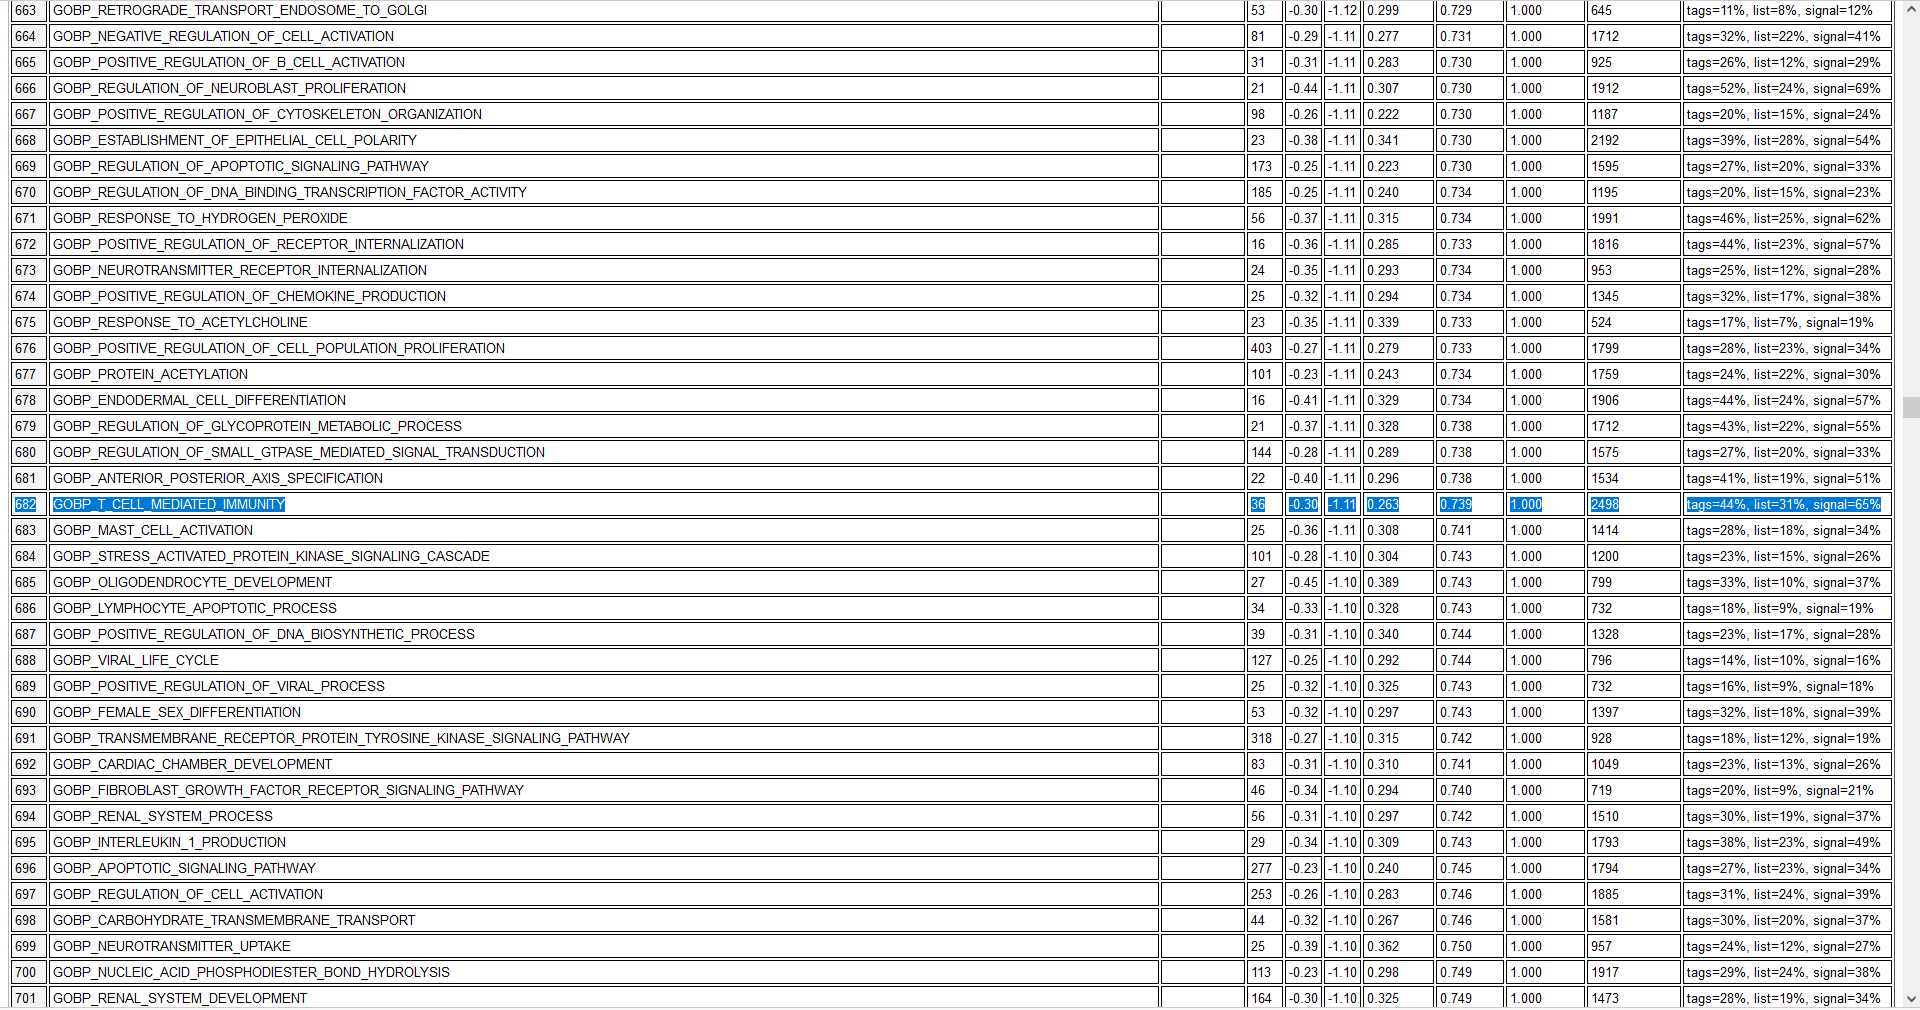 663 GOBP_RETROGRADE_TRANSPORT_ENDOSOME_TO_GOLGI 53 -0.30 -1.12 0.299 0.729 1.000 645 tags=11%, list=8%, signal=12%
664 GOBP_NEGATIVE_REGULATION_OF_CELL_ACTIVATION 81 -0.29 -1.11 0.277 0.731 1.000 1712 tags=32%, list=22%, signal=41%
665 GOBP_POSITIVE_REGULATION_OF_B_CELL_ACTIVATION 31 -0.31 -1.11 0.283 0.730 1.000 925 tags=26%, list=12%, signal=29%
666 GOBP_REGULATION_OF_NEUROBLAST_PROLIFERATION 21 -0.44 -1.11 0.307 0.730 1.000 1912 tags=52%, list=24%, signal=69%
667 GOBP_POSITIVE_REGULATION_OF_CYTOSKELETON_ORGANIZATION 98 -0.26 -1.11 0.222 0.730 1.000 1187 tags=20%, list=15%, signal=24%
668 GOBP_ESTABLISHMENT_OF_EPITHELIAL_CELL_POLARITY 23 -0.38 -1.11 0.341 0.730 1.000 2192 tags=39%, list=28%, signal=54%
669 GOBP_REGULATION_OF_APOPTOTIC_SIGNALING_PATHWAY 173 -0.25 -1.11 0.223 0.730 1.000 1595 tags=27%, list=20%, signal=33%
670 GOBP_REGULATION_OF_DNA_BINDING_TRANSCRIPTION_FACTOR_ACTIVITY 185 -0.25 -1.11 0.240 0.734 1.000 1195 tags=20%, list=15%, signal=23%
671 GOBP_RESPONSE_TO_HYDROGEN_PEROXIDE 56 -0.37 -1.11 0.315 0.734 1.000 1991 tags=46%, list=25%, signal=62%
672 GOBP_POSITIVE_REGULATION_OF_RECEPTOR_INTERNALIZATION 16 -0.36 -1.11 0.285 0.733 1.000 1816 tags=44%, list=23%, signal=57%
673 GOBP_NEUROTRANSMITTER_RECEPTOR_INTERNALIZATION 24 -0.35 -1.11 0.293 0.734 1.000 953 tags=25%, list=12%, signal=28%
674 GOBP_POSITIVE_REGULATION_OF_CHEMOKINE_PRODUCTION 25 -0.32 -1.11 0.294 0.734 1.000 1345 tags=32%, list=17%, signal=38%
675 GOBP_RESPONSE_TO_ACETYLCHOLINE 23 -0.35 -1.11 0.339 0.733 1.000 524 tags=17%, list=7%, signal=19%
676 GOBP_POSITIVE_REGULATION_OF_CELL_POPULATION_PROLIFERATION 403 -0.27 -1.11 0.279 0.733 1.000 1799 tags=28%, list=23%, signal=34%
677 GOBP_PROTEIN_ACETYLATION 101 -0.23 -1.11 0.243 0.734 1.000 1759 tags=24%, list=22%, signal=30%
678 GOBP_ENDODERMAL_CELL_DIFFERENTIATION 16 -0.41 -1.11 0.329 0.734 1.000 1906 tags=44%, list=24%, signal=57%
679 GOBP_REGULATION_OF_GLYCOPROTEIN_METABOLIC_PROCESS 21 -0.37 -1.11 0.328 0.738 1.000 1712 tags=43%, list=22%, signal=55%
680 GOBP_REGULATION_OF_SMALL_GTPASE_MEDIATED_SIGNAL_TRANSDUCTION 144 -0.28 -1.11 0.289 0.738 1.000 1575 tags=27%, list=20%, signal=33%
681 GOBP_ANTERIOR_POSTERIOR_AXIS_SPECIFICATION 22 -0.40 -1.11 0.296 0.738 1.000 1534 tags=41%, list=19%, signal=51%
682 GOBP_T_CELL_MEDIATED_IMMUNITY 36 -0.30 -1.11 0.263 0.739 1.000 2498 tags=44%, list=31%, signal=65%
683 GOBP_MAST_CELL_ACTIVATION 25 -0.36 -1.11 0.308 0.741 1.000 1414 tags=28%, list=18%, signal=34%
684 GOBP_STRESS_ACTIVATED_PROTEIN_KINASE_SIGNALING_CASCADE 101 -0.28 -1.10 0.304 0.743 1.000 1200 tags=23%, list=15%, signal=26%
685 GOBP_OLIGODENDROCYTE_DEVELOPMENT 27 -0.45 -1.10 0.389 0.743 1.000 799 tags=33%, list=10%, signal=37%
686 GOBP_LYMPHOCYTE_APOPTOTIC_PROCESS 34 -0.33 -1.10 0.328 0.743 1.000 732 tags=18%, list=9%, signal=19%
687 GOBP_POSITIVE_REGULATION_OF_DNA_BIOSYNTHETIC_PROCESS 39 -0.31 -1.10 0.340 0.744 1.000 1328 tags=23%, list=17%, signal=28%
688 GOBP_VIRAL_LIFE_CYCLE 127 -0.25 -1.10 0.292 0.744 1.000 796 tags=14%, list=10%, signal=16%
689 GOBP_POSITIVE_REGULATION_OF_VIRAL_PROCESS 25 -0.32 -1.10 0.325 0.743 1.000 732 tags=16%, list=9%, signal=18%
690 GOBP_FEMALE_SEX_DIFFERENTIATION 53 -0.32 -1.10 0.297 0.743 1.000 1397 tags=32%, list=18%, signal=39%
691 GOBP_TRANSMEMBRANE_RECEPTOR_PROTEIN_TYROSINE_KINASE_SIGNALING_PATHWAY 318 -0.27 -1.10 0.315 0.742 1.000 928 tags=18%, list=12%, signal=19%
692 GOBP_CARDIAC_CHAMBER_DEVELOPMENT 83 -0.31 -1.10 0.310 0.741 1.000 1049 tags=23%, list=13%, signal=26%
693 GOBP_FIBROBLAST_GROWTH_FACTOR_RECEPTOR_SIGNALING_PATHWAY 46 -0.34 -1.10 0.294 0.740 1.000 719 tags=20%, list=9%, signal=21%
694 GOBP_RENAL_SYSTEM_PROCESS 56 -0.31 -1.10 0.297 0.742 1.000 1510 tags=30%, list=19%, signal=37%
695 GOBP_INTERLEUKIN_1_PRODUCTION 29 -0.34 -1.10 0.309 0.743 1.000 1793 tags=38%, list=23%, signal=49%
696 GOBP_APOPTOTIC_SIGNALING_PATHWAY 277 -0.23 -1.10 0.240 0.745 1.000 1794 tags=27%, list=23%, signal=34%
697 GOBP_REGULATION_OF_CELL_ACTIVATION 253 -0.26 -1.10 0.283 0.746 1.000 1885 tags=31%, list=24%, signal=39%
698 GOBP_CARBOHYDRATE_TRANSMEMBRANE_TRANSPORT 44 -0.32 -1.10 0.267 0.746 1.000 1581 tags=30%, list=20%, signal=37%
699 GOBP_NEUROTRANSMITTER_UPTAKE 25 -0.39 -1.10 0.362 0.750 1.000 957 tags=24%, list=12%, signal=27%
700 GOBP_NUCLEIC_ACID_PHOSPHODIESTER_BOND_HYDROLYSIS 113 -0.23 -1.10 0.298 0.749 1.000 1917 tags=29%, list=24%, signal=38%
701 GOBP_RENAL_SYSTEM_DEVELOPMENT 164 -0.30 -1.10 0.325 0.749 1.000 1473 tags=28%, list=19%, signal=34%